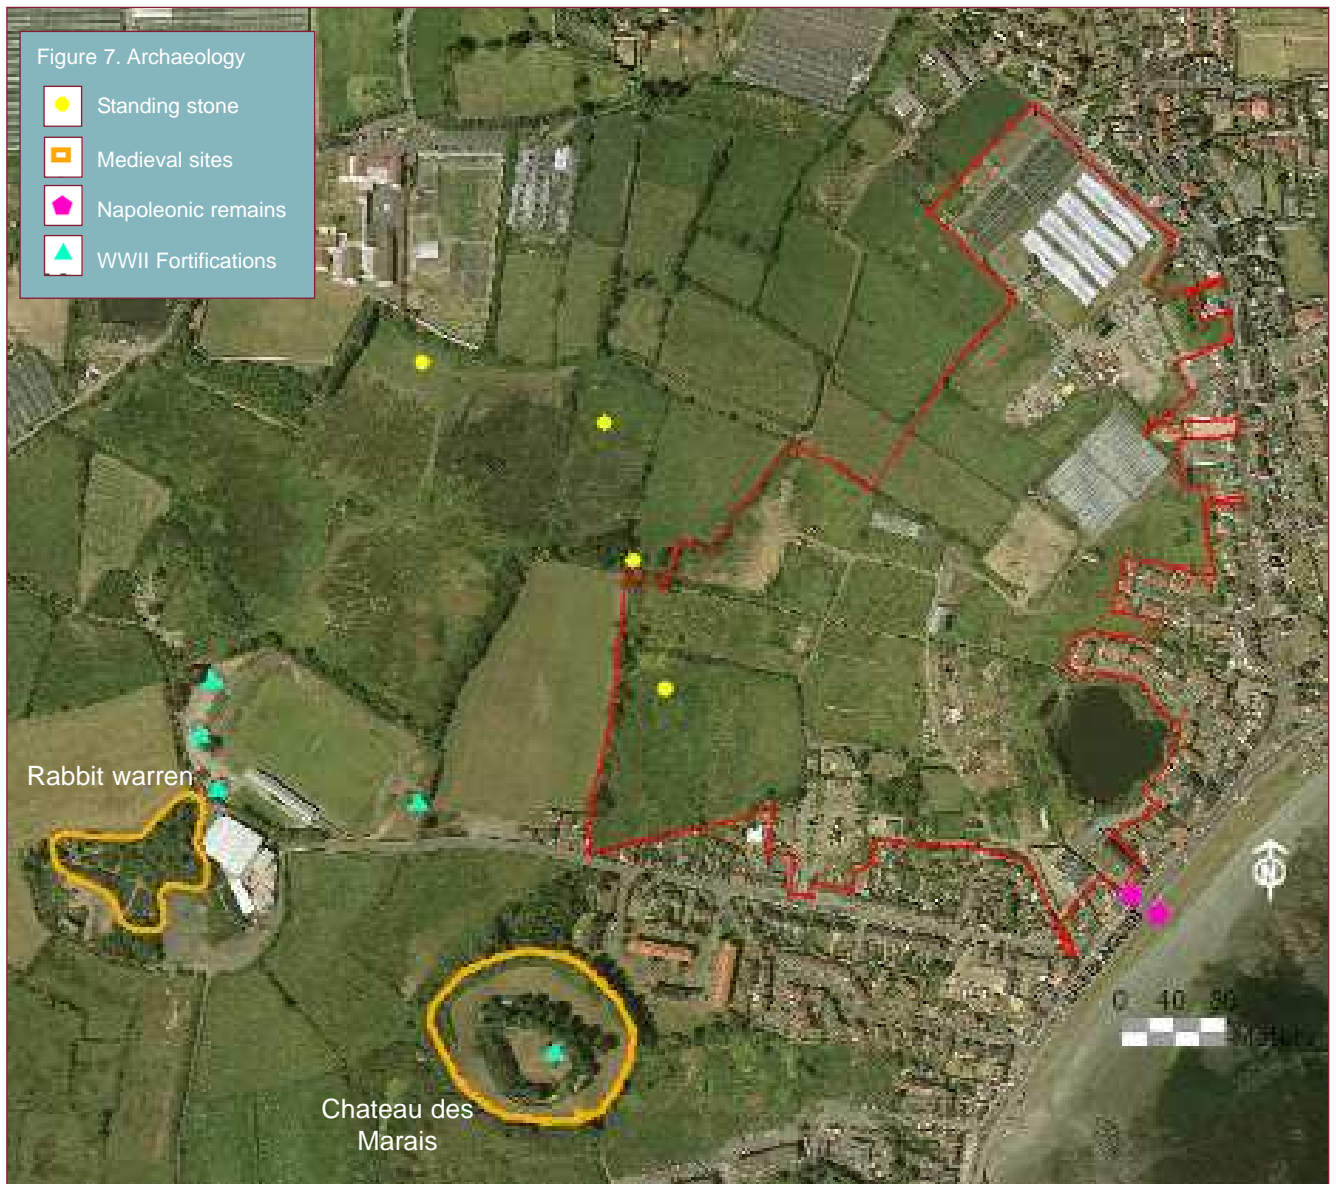 Figure 7. Archaeology
Standing stone
Medieval sites
Napoleonic remains
WWII Fortifications
Rabbit warren
Chateau des
Marais
N
0 40 80